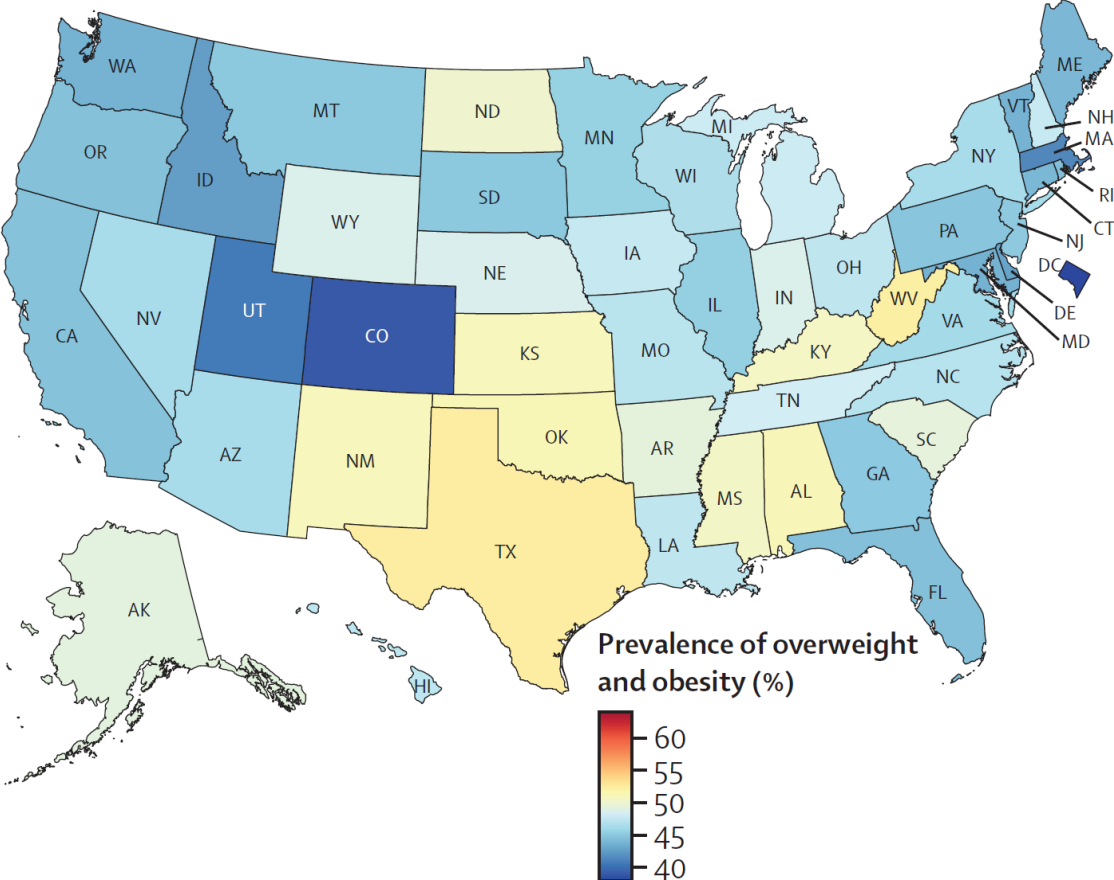 WA
MT
ND
MN
ME
VT
NH
MA
MI
OR
ID
SD
WI
NY
RI
CT
WY
NJ
PA
IA
NE
OH
IN
DC
UT
NV
CA
CO
IL
WV
VA
DE
MD
KS
MO
KY
NC
TN
AZ
NM
OK
AR
SC
GA
MS
AL
TX
LA
FL
AK
HI
Prevalence of overweight
and obesity (%)
60
55
50
45
40